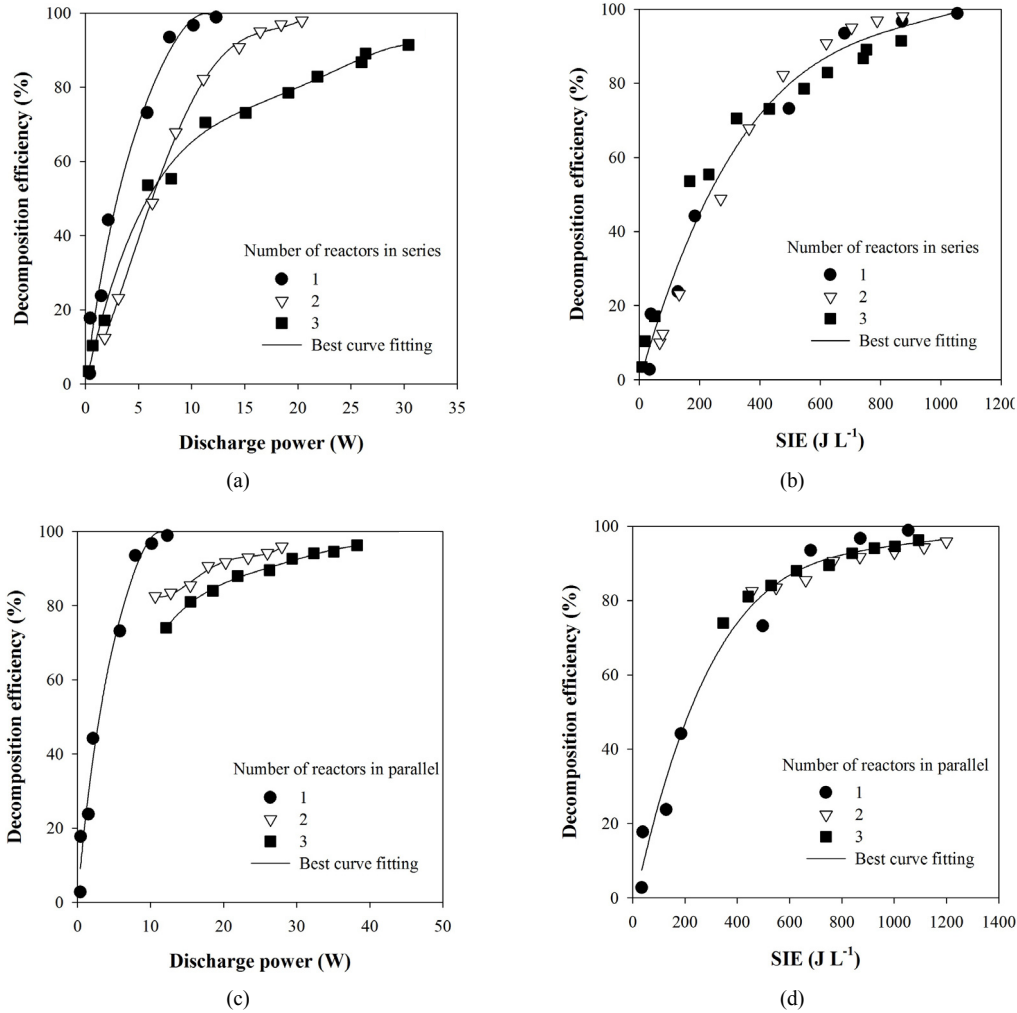 100
80
60
40
20
0
Decomposition efficiency (%)
Number of reactors in series
1
2
3
Best curve fitting
0 5 10 15 20 25 30 35
Discharge power (W)
(a)
100
80
60
40
20
0
Decomposition efficiency (%)
Number of reactors in series
1
2
3
Best curve fitting
0 200 400 600 800 1000 1200
SIE (J L⁻¹)
(b)
100
80
60
40
20
0
Decomposition efficiency (%)
Number of reactors in parallel
1
2
3
Best curve fitting
0 10 20 30 40 50
Discharge power (W)
(c)
100
80
60
40
20
0
Decomposition efficiency (%)
Number of reactors in parallel
1
2
3
Best curve fitting
0 200 400 600 800 1000 1200 1400
SIE (J L⁻¹)
(d)